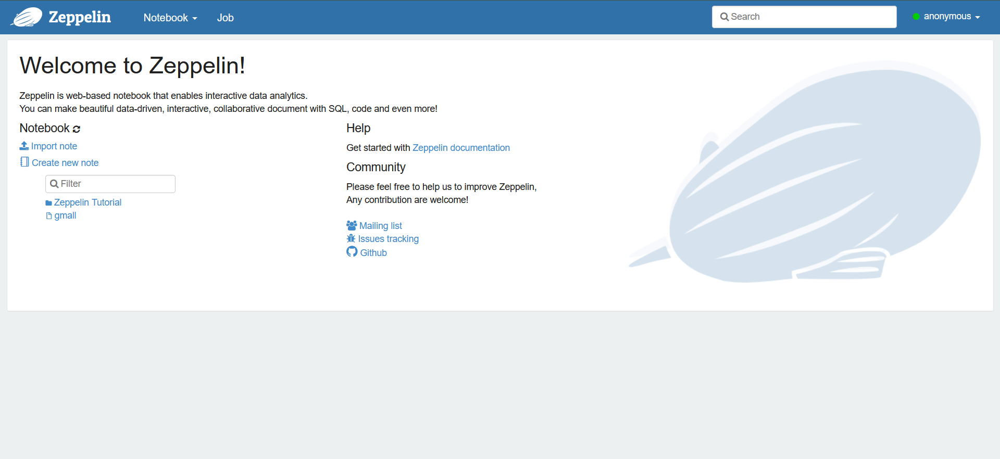 Zeppelin
Notebook
Job
Search
anonymous
Welcome to Zeppelin!
Zeppelin is web-based notebook that enables interactive data analytics.
You can make beautiful data-driven, interactive, collaborative document with SQL, code and even more!
Notebook
Import note
Create new note
Filter
Zeppelin Tutorial
gmall
Help
Get started with Zeppelin documentation
Community
Please feel free to help us to improve Zeppelin,
Any contribution are welcome!
Mailing list
Issues tracking
Github